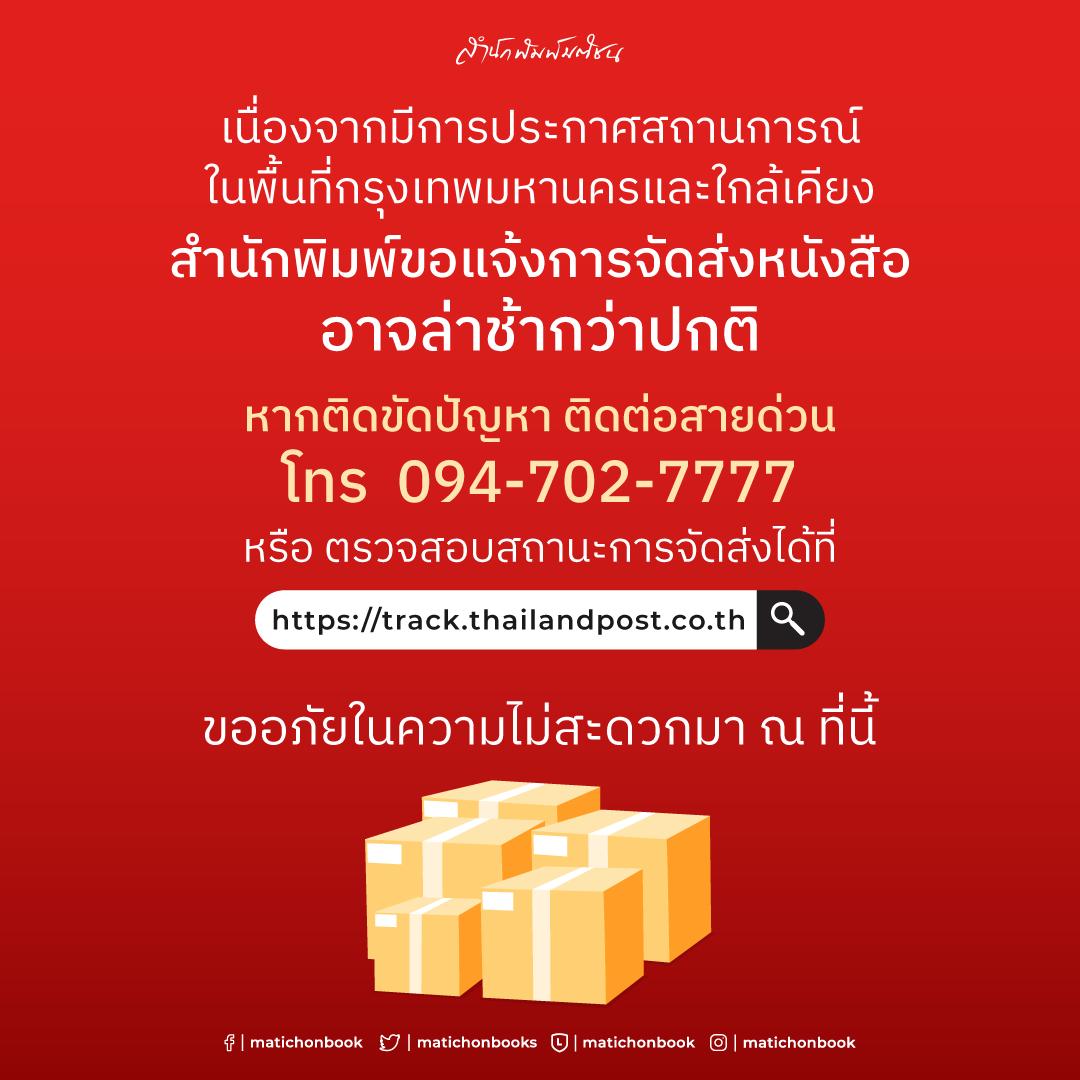 สำนักพิมพ์มติชน
เนื่องจากมีการประกาศสถานการณ์
ในพื้นที่กรุงเทพมหานครและใกล้เคียง
สำนักพิมพ์ขอแจ้งการจัดส่งหนังสือ
อาจล่าช้ากว่าปกติ
หากติดขัดปัญหา ติดต่อสายด่วน
โทร 094-702-7777
หรือ ตรวจสอบสถานะการจัดส่งได้ที่
https://track.thailandpost.co.th
ขออภัยในความไม่สะดวกมา ณ ที่นี้
| matichonbook | matichonbooks | matichonbook | matichonbook